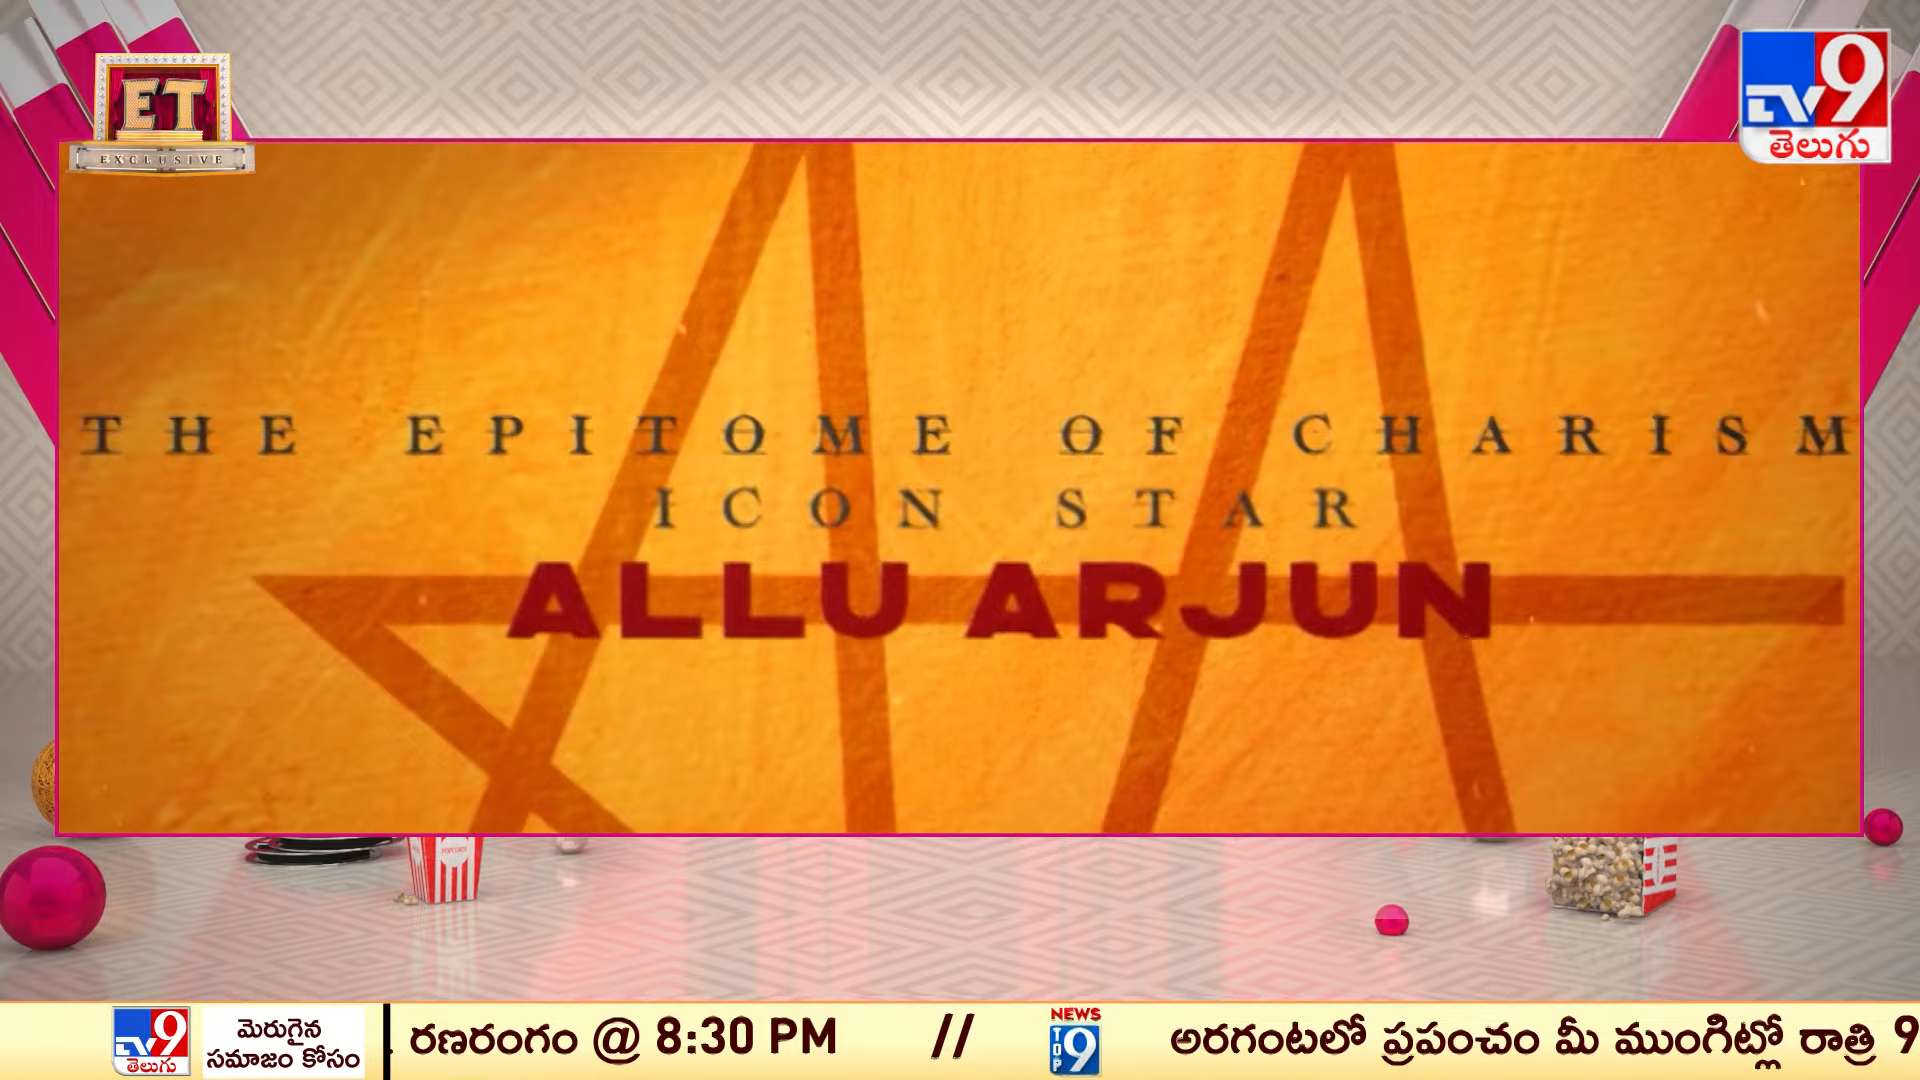 ET
EXCLUSIVE
TV9
తెలుగు
THE EPITOME OF CHARISM
ICON STAR
ALLU ARJUN
POPCORN
TV9
తెలుగు
మెరుగైన
సమాజం కోసం
రణరంగం @ 8:30 PM // NEWS TOP 9 అరగంటలో ప్రపంచం మీ ముంగిట్లో రాత్రి 9